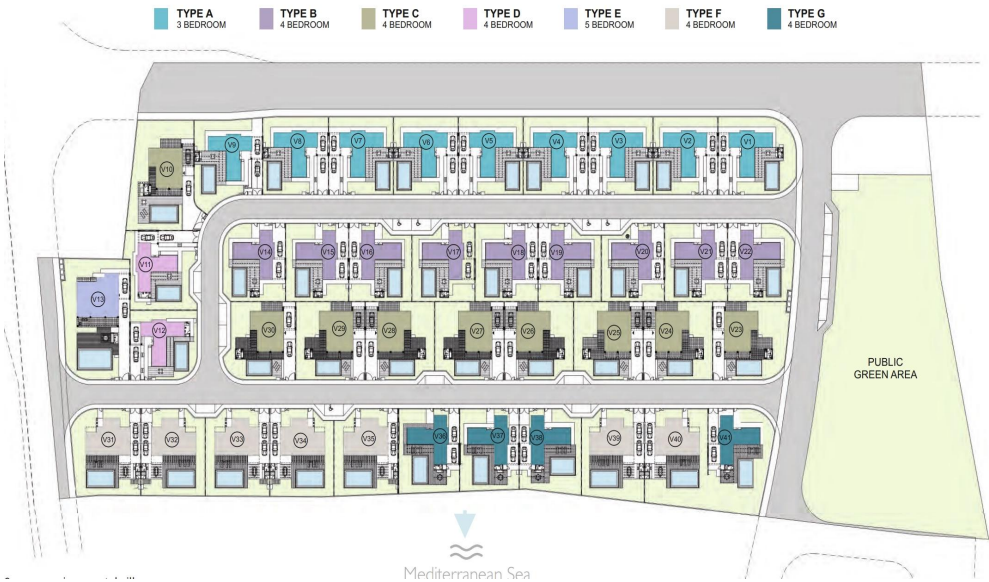 TYPE A
3 BEDROOM
TYPE B
4 BEDROOM
TYPE C
4 BEDROOM
TYPE D
4 BEDROOM
TYPE E
5 BEDROOM
TYPE F
4 BEDROOM
TYPE G
4 BEDROOM
V9
V8
V7
V6
V5
V4
V3
V2
V1
V10
V11
V13
V12
V14
V15
V16
V17
V18
V19
V20
V21
V22
V30
V29
V28
V27
V26
V25
V24
V23
PUBLIC
GREEN AREA
V31
V32
V33
V34
V35
V36
V37
V38
V39
V40
V41
Mediterranean Sea